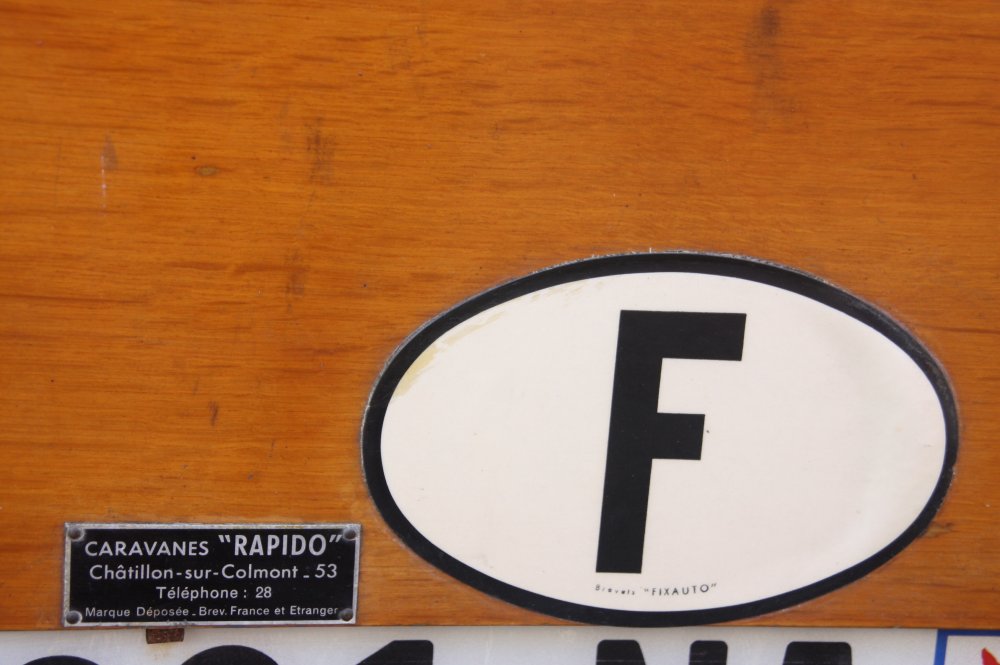 F
Brevets "FIXAUTO"
CARAVANES "RAPIDO"
Châtillon-sur-Colmont - 53
Téléphone : 28
Marque Déposée - Brev. France et Etranger